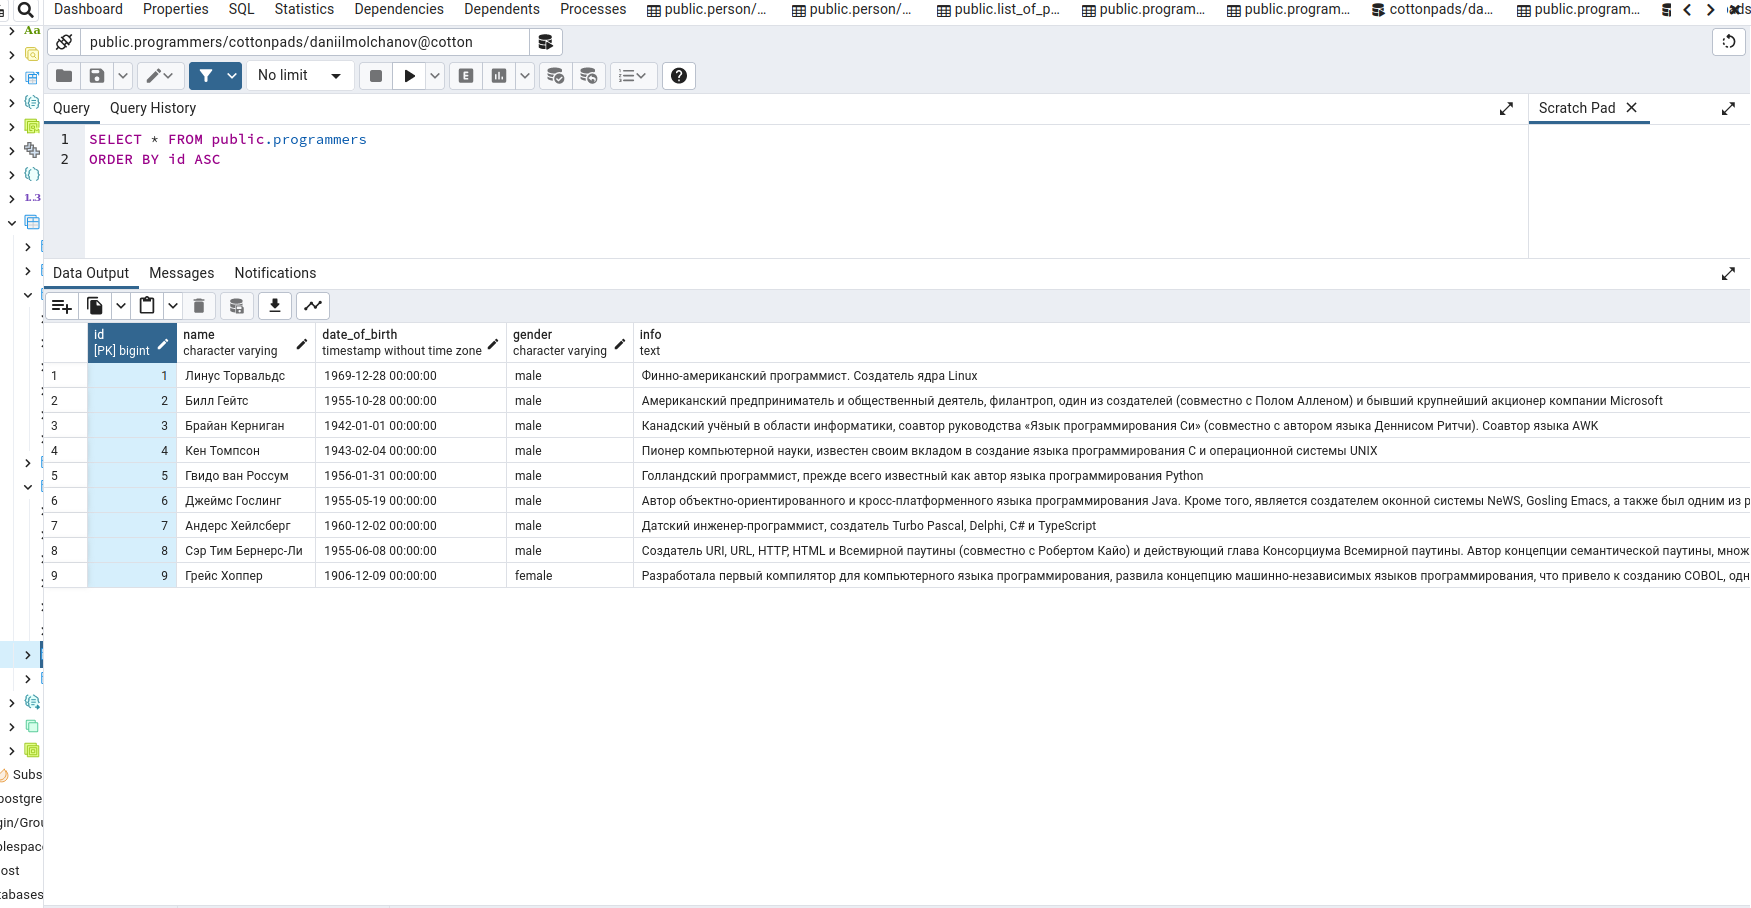 Dashboard Properties SQL Statistics Dependencies Dependents Processes public.person/... public.person/... public.list_of_p... public.program... public.program... cottonpads/da... public.program...
Aa
public.programmers/cottonpads/daniilmolchanov@cotton
No limit
E
Query Query History Scratch Pad
1 SELECT * FROM public.programmers
2 ORDER BY id ASC
1.3
Data Output Messages Notifications
id name date_of_birth gender info
[PK] bigint character varying timestamp without time zone character varying text
1 1 Линус Торвальдс 1969-12-28 00:00:00 male Финно-американский программист. Создатель ядра Linux
2 2 Билл Гейтс 1955-10-28 00:00:00 male Американский предприниматель и общественный деятель, филантроп, один из создателей (совместно с Полом Алленом) и бывший крупнейший акционер компании Microsoft
3 3 Брайан Керниган 1942-01-01 00:00:00 male Канадский учёный в области информатики, соавтор руководства «Язык программирования Си» (совместно с автором языка Деннисом Ритчи). Соавтор языка AWK
4 4 Кен Томпсон 1943-02-04 00:00:00 male Пионер компьютерной науки, известен своим вкладом в создание языка программирования C и операционной системы UNIX
5 5 Гвидо ван Россум 1956-01-31 00:00:00 male Голландский программист, прежде всего известный как автор языка программирования Python
6 6 Джеймс Гослинг 1955-05-19 00:00:00 male Автор объектно-ориентированного и кросс-платформенного языка программирования Java. Кроме того, является создателем оконной системы NeWS, Gosling Emacs, а также был одним из р
7 7 Андерс Хейлсберг 1960-12-02 00:00:00 male Датский инженер-программист, создатель Turbo Pascal, Delphi, C# и TypeScript
8 8 Сэр Тим Бернерс-Ли 1955-06-08 00:00:00 male Создатель URI, URL, HTTP, HTML и Всемирной паутины (совместно с Робертом Кайо) и действующий глава Консорциума Всемирной паутины. Автор концепции семантической паутины, множ
9 9 Грейс Хоппер 1906-12-09 00:00:00 female Разработала первый компилятор для компьютерного языка программирования, развила концепцию машинно-независимых языков программирования, что привело к созданию COBOL, одн
Subs
postgre
gin/Grou
blespac
ost
tabases